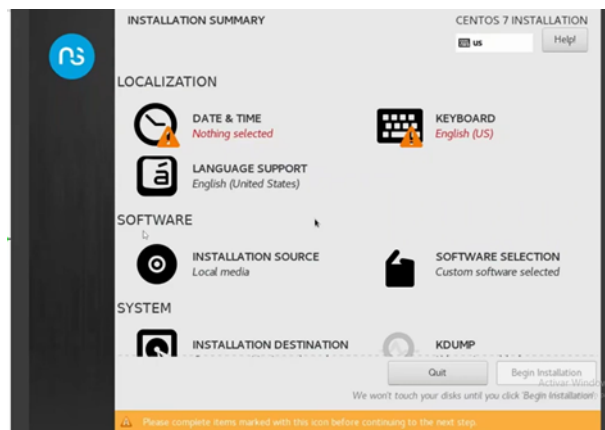 INSTALLATION SUMMARY
CENTOS 7 INSTALLATION
us
Help!
LOCALIZATION
DATE & TIME
Nothing selected
KEYBOARD
English (US)
á
LANGUAGE SUPPORT
English (United States)
SOFTWARE
INSTALLATION SOURCE
Local media
SOFTWARE SELECTION
Custom software selected
SYSTEM
INSTALLATION DESTINATION
KDUMP
Quit
Begin Installation
Activar Windows
We won't touch your disks until you click 'Begin Installation'.
Please complete items marked with this icon before continuing to the next step.